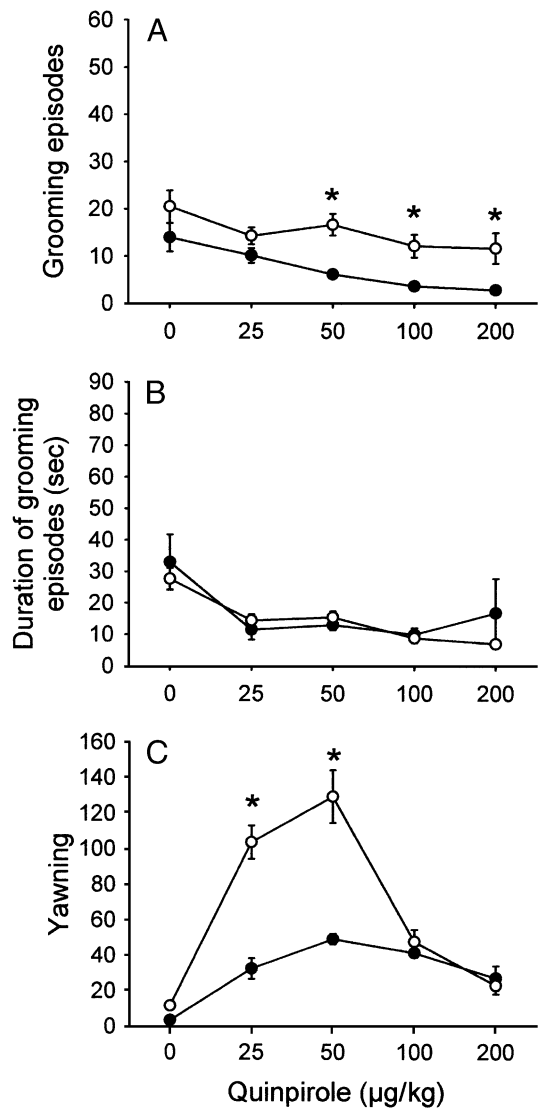 A
Grooming episodes
60
50
40
30
20
10
0
* * *
0 25 50 100 200
B
Duration of grooming
episodes (sec)
90
80
70
60
50
40
30
20
10
0
0 25 50 100 200
C
Yawning
160
140
120
100
80
60
40
20
0
* *
0 25 50 100 200
Quinpirole (µg/kg)